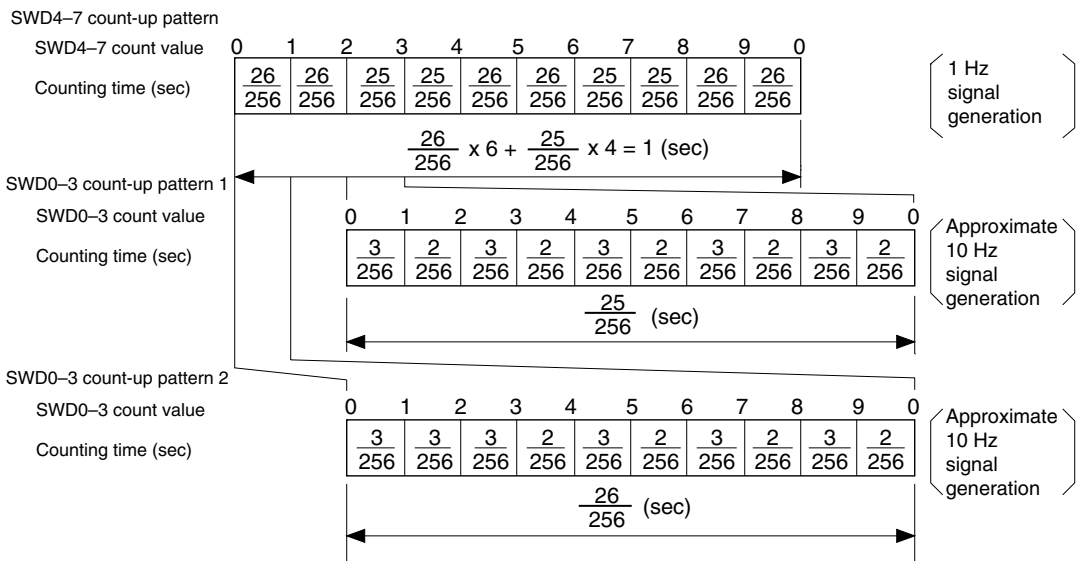 SWD4–7 count-up pattern
SWD4–7 count value 0 1 2 3 4 5 6 7 8 9 0
Counting time (sec) 26/256 26/256 25/256 25/256 26/256 26/256 25/256 25/256 26/256 26/256
1 Hz
signal
generation
26/256 x 6 + 25/256 x 4 = 1 (sec)
SWD0–3 count-up pattern 1
SWD0–3 count value 0 1 2 3 4 5 6 7 8 9 0
Counting time (sec) 3/256 2/256 3/256 2/256 3/256 2/256 3/256 2/256 3/256 2/256
Approximate
10 Hz
signal
generation
25/256 (sec)
SWD0–3 count-up pattern 2
SWD0–3 count value 0 1 2 3 4 5 6 7 8 9 0
Counting time (sec) 3/256 3/256 3/256 2/256 3/256 2/256 3/256 2/256 3/256 2/256
Approximate
10 Hz
signal
generation
26/256 (sec)